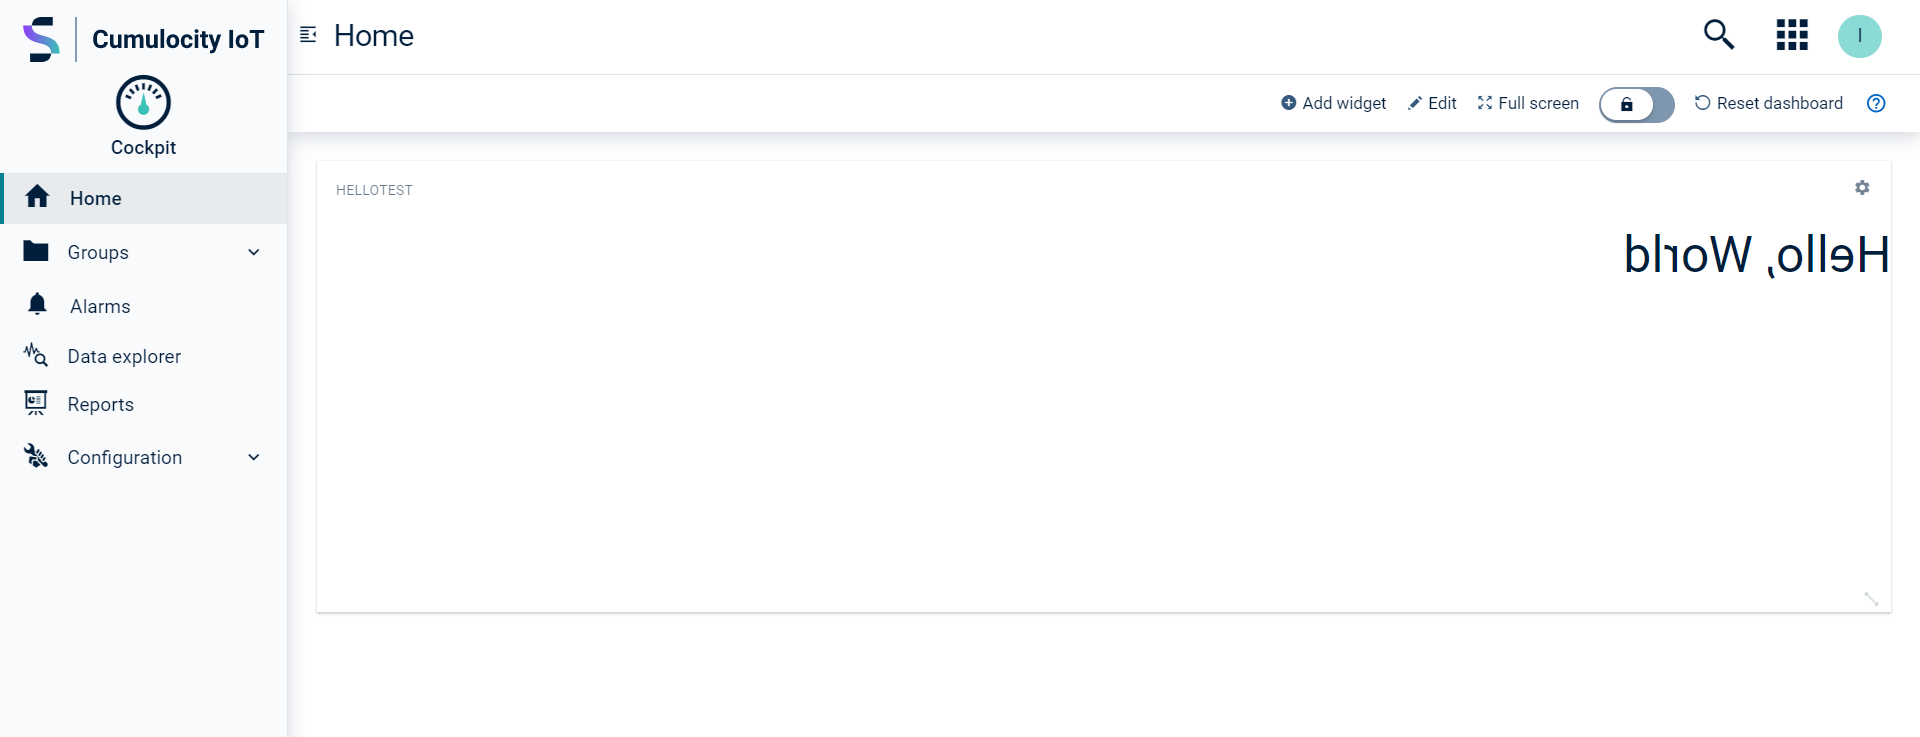 Cumulocity IoT
Cockpit
Home
Groups
Alarms
Data explorer
Reports
Configuration
Home
I
Add widget Edit Full screen Reset dashboard
HELLOTEST
Hello, World